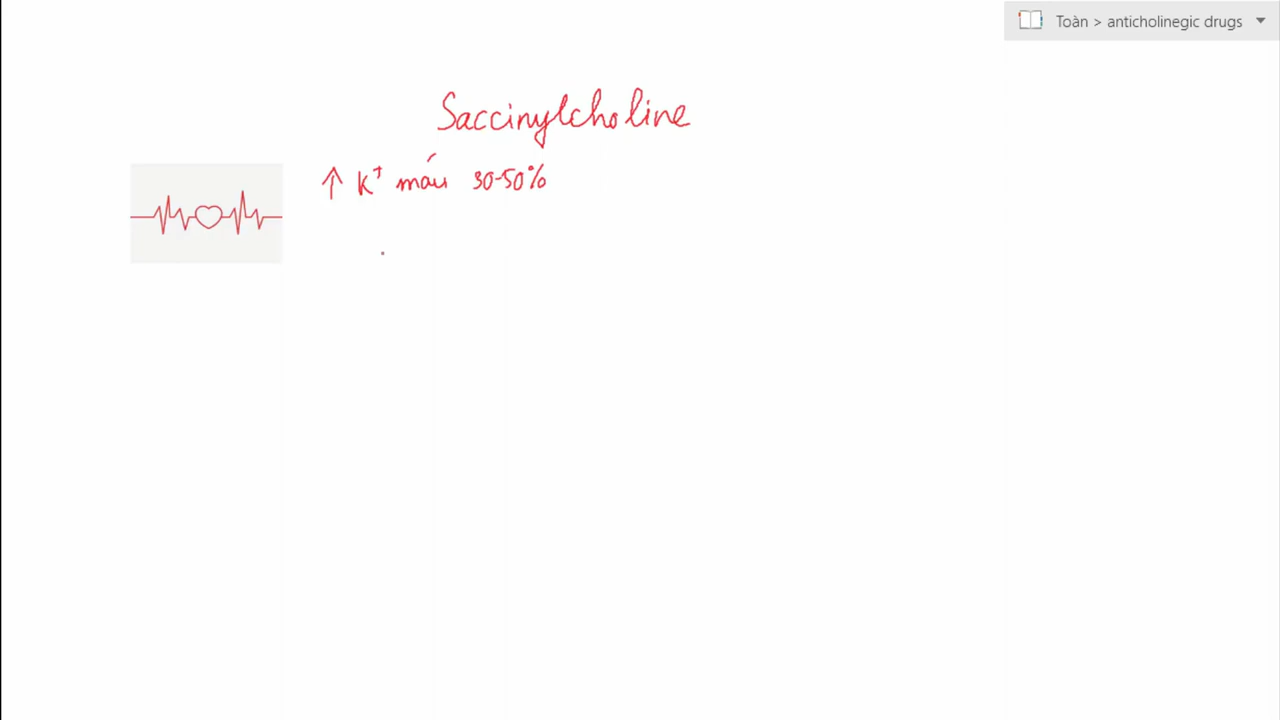 Toàn > anticholinegic drugs
Saccinylcholine
↑ K⁺ máu 30-50%